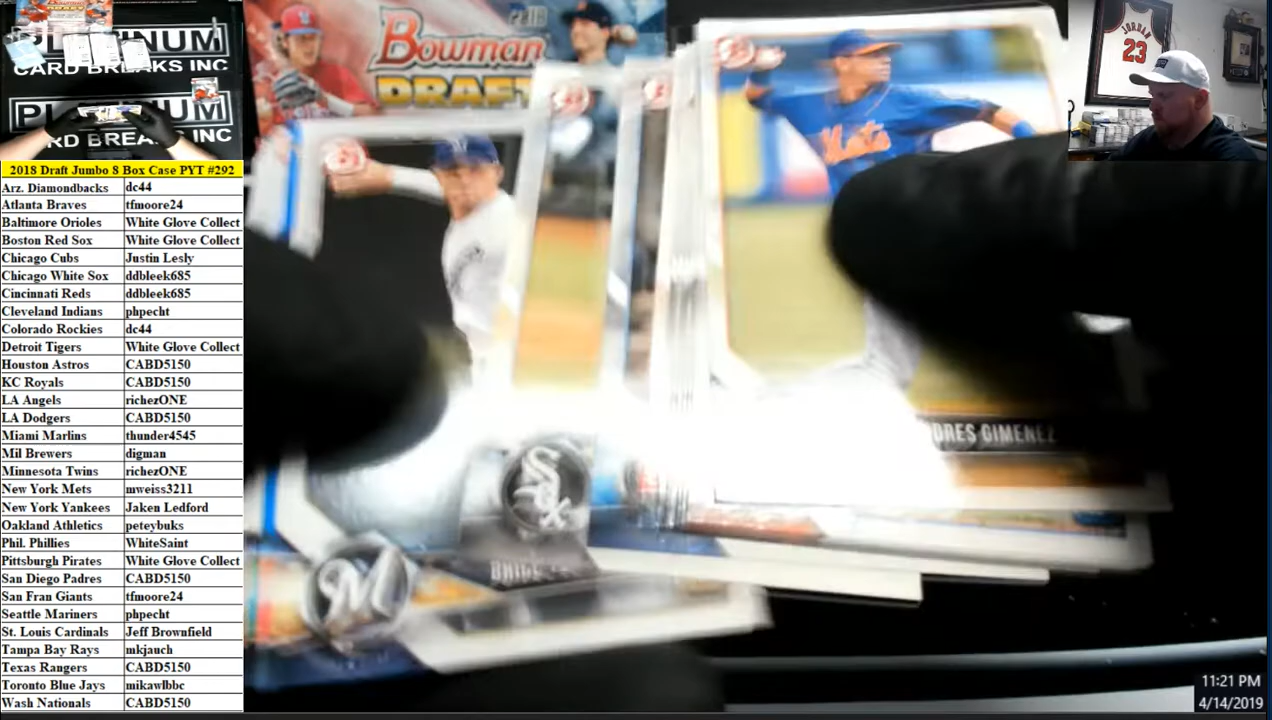 PLATINUM
CARD BREAKS INC
PLATINUM
CARD BREAKS INC
2018
Bowman
DRAFT
JORDAN
23
2018 Draft Jumbo 8 Box Case PYT #292
Arz. Diamondbacks dc44
Atlanta Braves tfmoore24
Baltimore Orioles White Glove Collect
Boston Red Sox White Glove Collect
Chicago Cubs Justin Lesly
Chicago White Sox ddbleek685
Cincinnati Reds ddbleek685
Cleveland Indians phpecht
Colorado Rockies dc44
Detroit Tigers White Glove Collect
Houston Astros CABD5150
KC Royals CABD5150
LA Angels richezONE
LA Dodgers CABD5150
Miami Marlins thunder4545
Mil Brewers digman
Minnesota Twins richezONE
New York Mets mweiss3211
New York Yankees Jaken Ledford
Oakland Athletics peteybuks
Phil. Phillies WhiteSaint
Pittsburgh Pirates White Glove Collect
San Diego Padres CABD5150
San Fran Giants tfmoore24
Seattle Mariners phpecht
St. Louis Cardinals Jeff Brownfield
Tampa Bay Rays mkjauch
Texas Rangers CABD5150
Toronto Blue Jays mikawlbbc
Wash Nationals CABD5150
Mets
DRES GIMENEZ
Sox
M
11:21 PM
4/14/2019